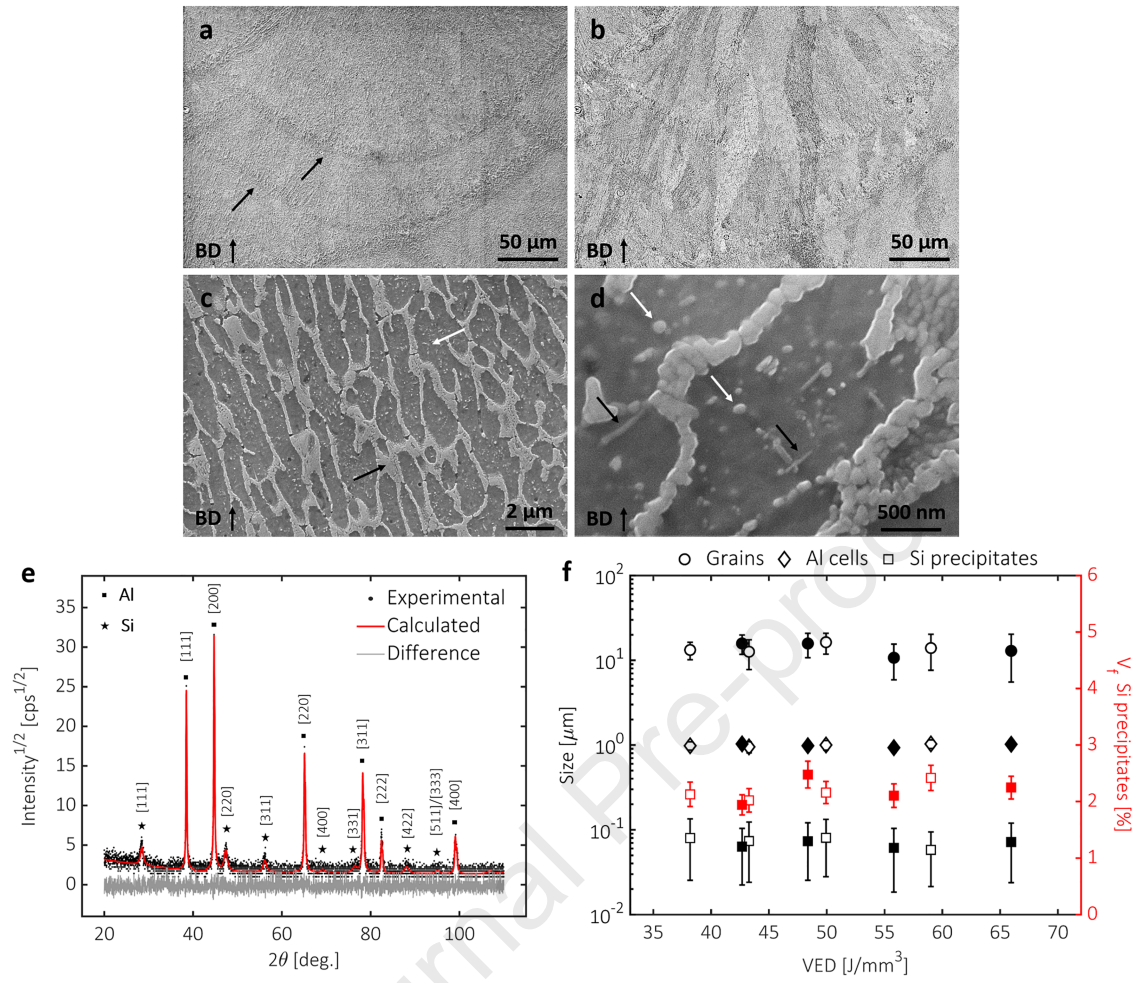 a
BD
50 μm
b
BD
50 μm
c
BD
2 μm
d
BD
500 nm
e
Al
Si
Experimental
Calculated
Difference
[111]
[111]
[200]
[220]
[311]
[220]
[400]
[331]
[311]
[222]
[422]
[511]/[333]
[400]
35
30
25
20
15
10
5
0
Intensity1/2 [cps1/2]
20 40 60 80 100
2θ [deg.]
f
Grains Al cells Si precipitates
10² 
10¹
10⁰
10⁻¹
10⁻²
Size [μm]
6
5
4
3
2
1
0
Vf Si precipitates [%]
35 40 45 50 55 60 65 70
VED [J/mm³]
Journal Pre-proof